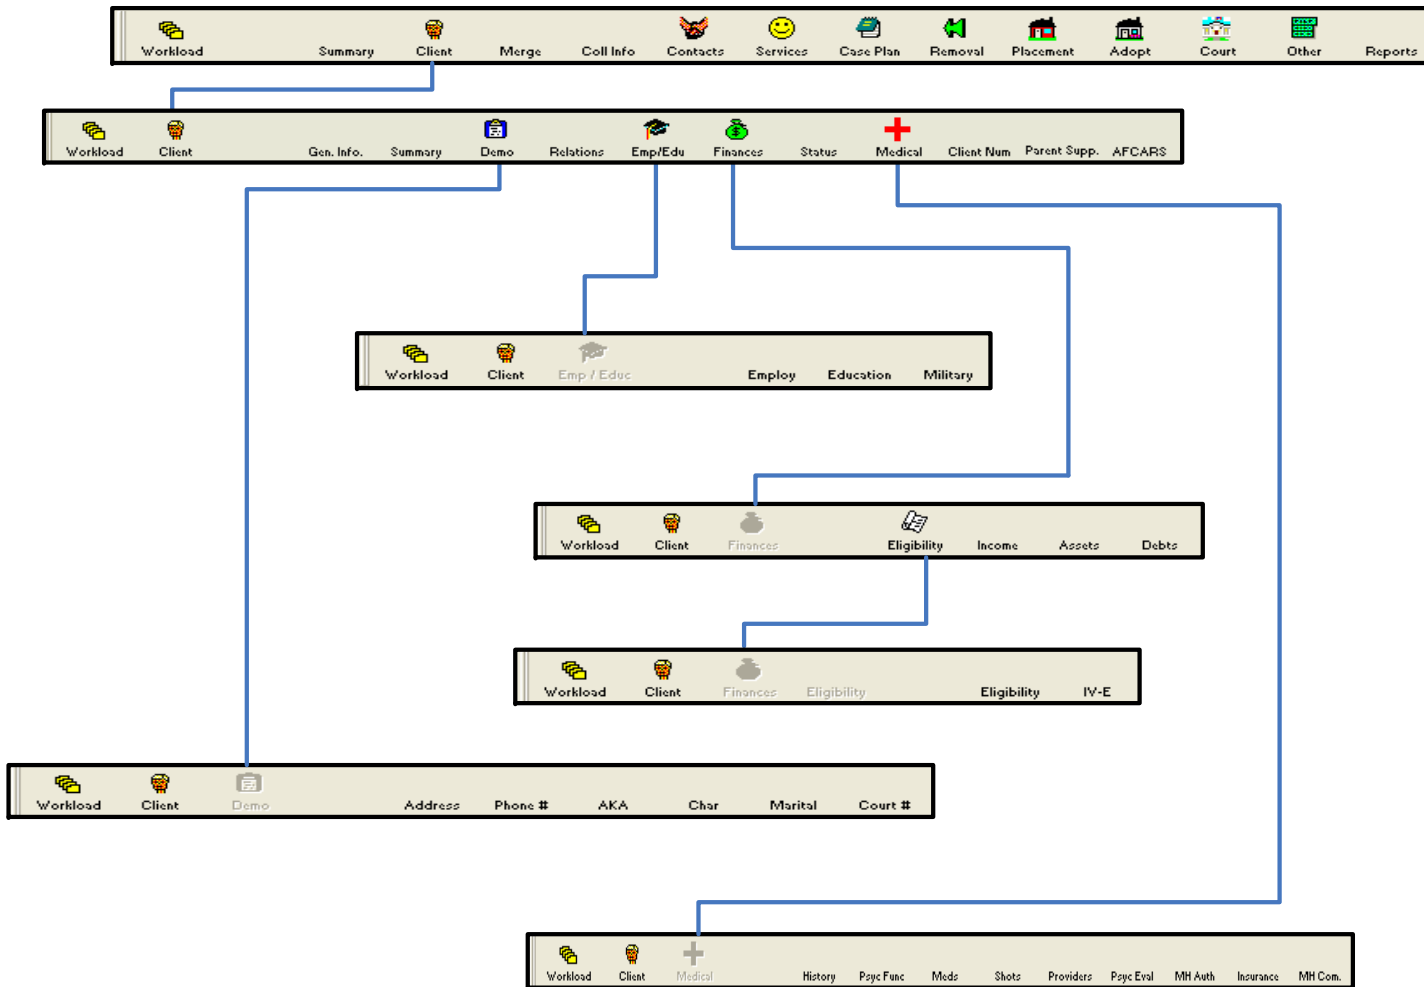 Workload Summary Client Merge Coll Info Contacts Services Case Plan Removal Placement Adopt Court Other Reports
Workload Client Gen. Info. Summary Demo Relations Emp/Edu Finances Status Medical Client Num Parent Supp. AFCARS
Workload Client Emp / Educ Employ Education Military
Workload Client Finances Eligibility Income Assets Debts
Workload Client Finances Eligibility Eligibility IV-E
Workload Client Demo Address Phone # AKA Char Marital Court #
Workload Client Medical History Psyc Func Meds Shots Providers Psyc Eval MH Auth Insurance MH Com.